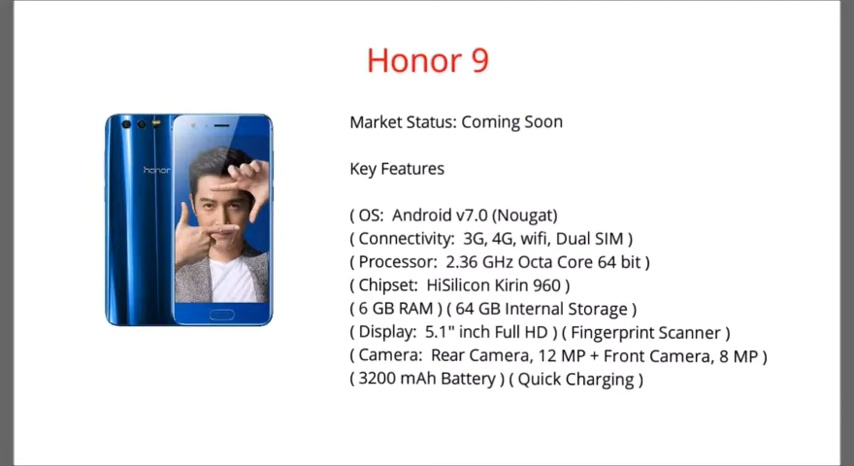 Honor 9
honor
Market Status: Coming Soon
Key Features
( OS: Android v7.0 (Nougat)
( Connectivity: 3G, 4G, wifi, Dual SIM )
( Processor: 2.36 GHz Octa Core 64 bit )
( Chipset: HiSilicon Kirin 960 )
( 6 GB RAM ) ( 64 GB Internal Storage )
( Display: 5.1" inch Full HD ) ( Fingerprint Scanner )
( Camera: Rear Camera, 12 MP + Front Camera, 8 MP )
( 3200 mAh Battery ) ( Quick Charging )